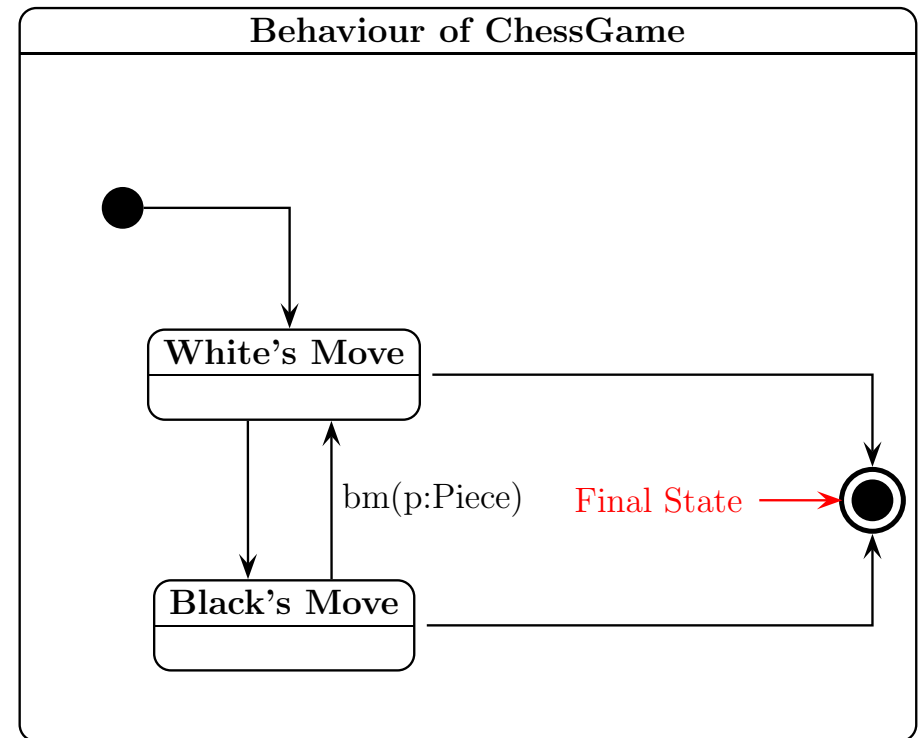 Behaviour of ChessGame
White's Move
bm(p:Piece)
Final State
Black's Move